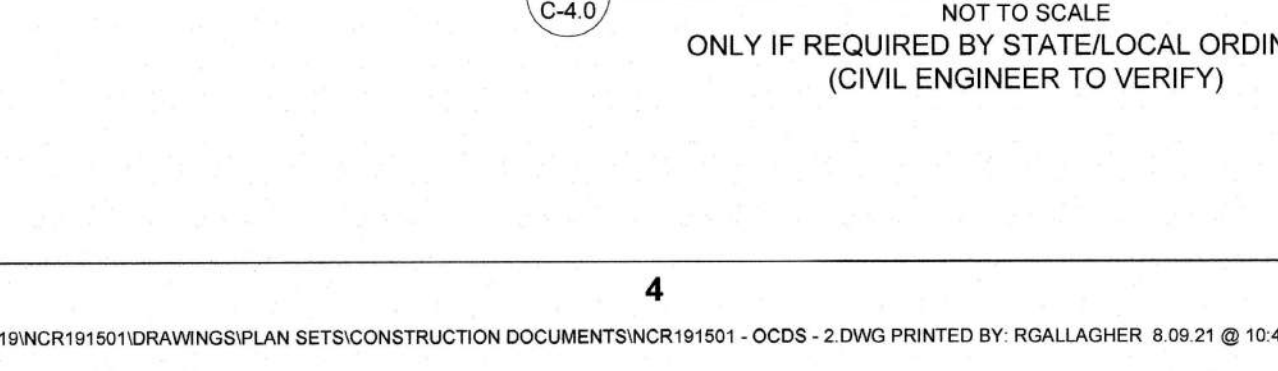 C-4.0
NOT TO SCALE
ONLY IF REQUIRED BY STATE/LOCAL
(CIVIL ENGINEER TO VERIFY)
4
19\NCR191501\DRAWINGS\PLAN SETS\CONSTRUCTION DOCUMENTS\NCR191501 - OCDS - 2.DWG PRINTED BY: RGALLAGHER 8.09.21 @